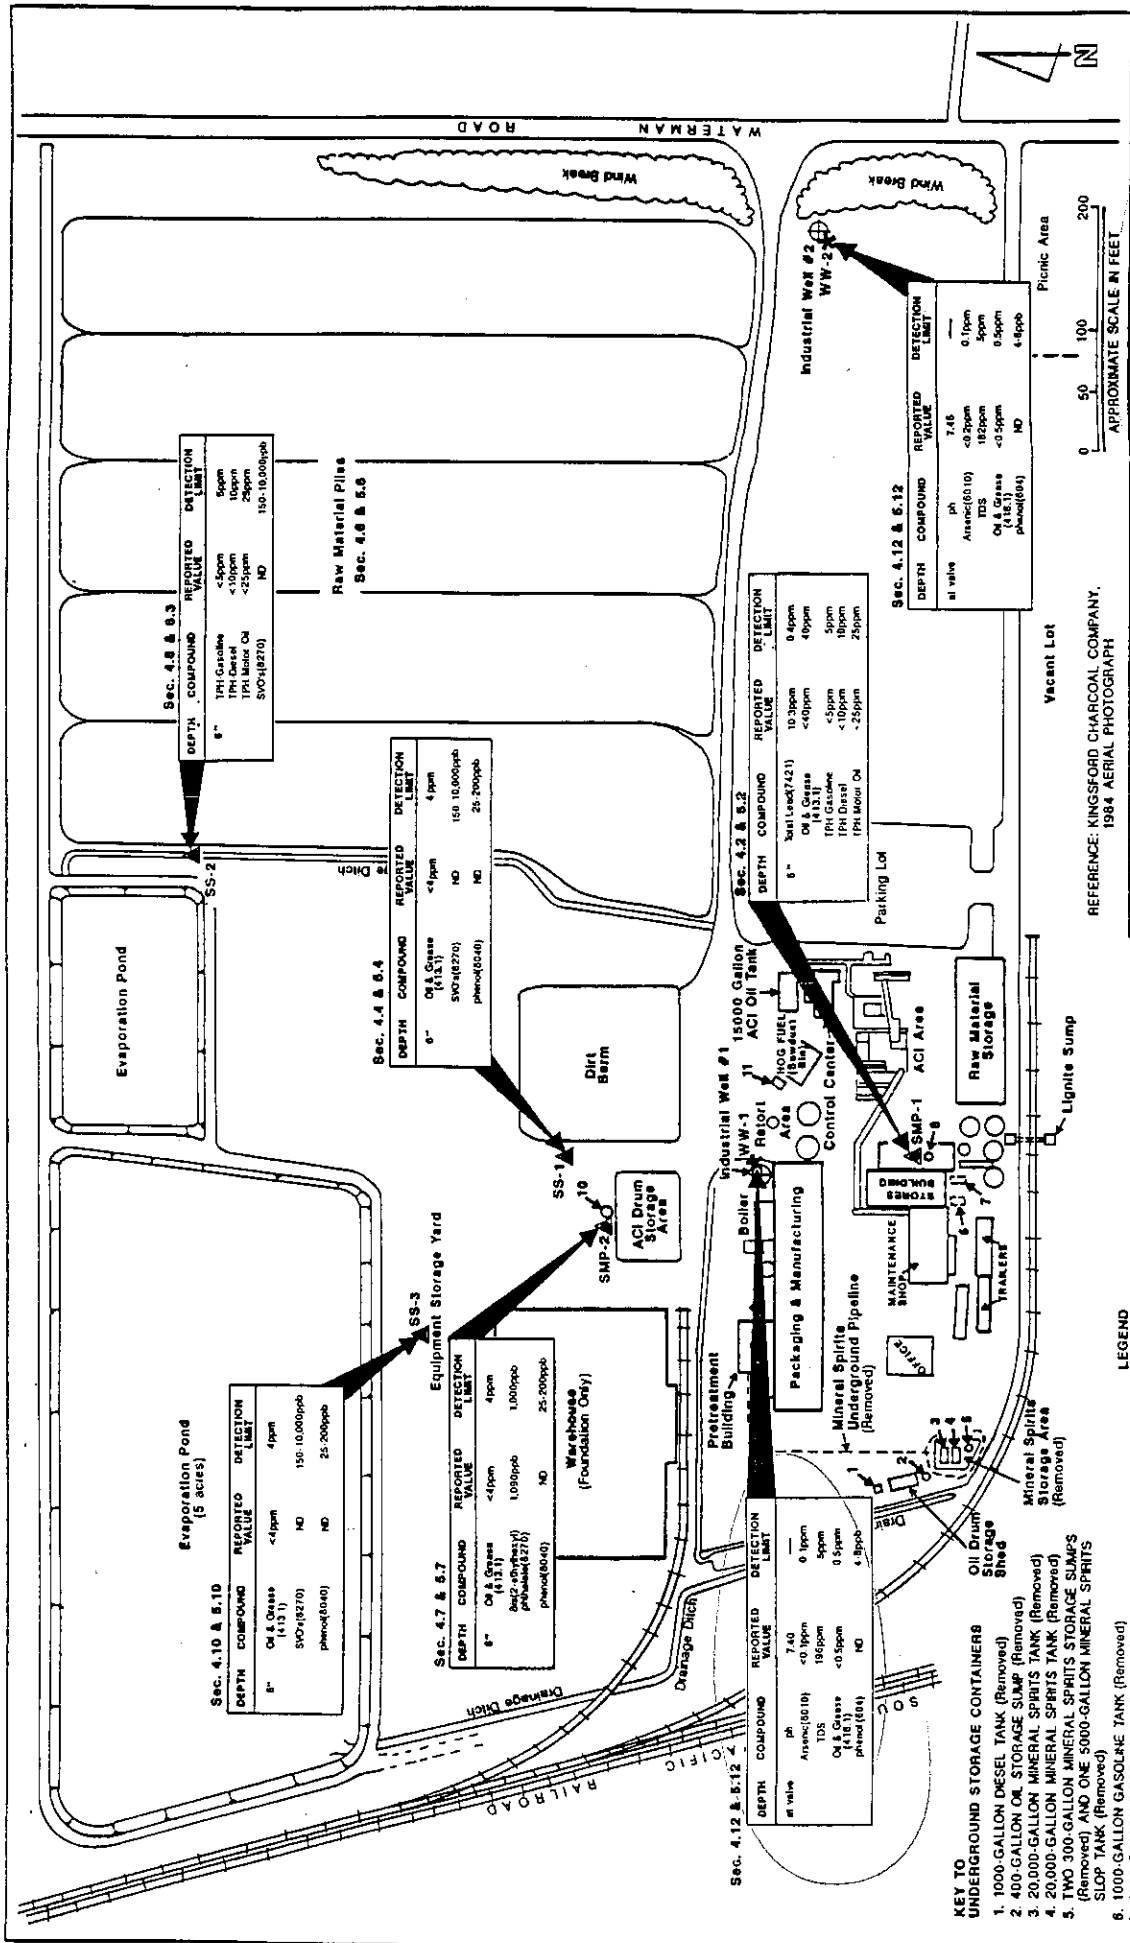 WATERMAN ROAD
N
Wind Break
Wind Break
Evaporation Pond
Evaporation Pond
(5 acres)
Raw Material Piles
Sec. 4.6 & 5.6
SS-2
Ditch
Sec. 4.8 & 5.3
DEPTH COMPOUND REPORTED VALUE DETECTION LIMIT
6" TPH-Gasoline <5ppm 5ppm
TPH-Diesel <10ppm 10ppm
TPH Motor Oil <25ppm 25ppm
SVO's(8270) ND 150-10,000ppb
Sec. 4.4 & 5.4
DEPTH COMPOUND REPORTED VALUE DETECTION LIMIT
6" Oil & Grease (413.1) <4ppm 4 ppm
SVO's(8270) ND 150-10,000ppb
phenol(8040) ND 25-200ppb
SS-1
10
SMP-2
ACI Drum
Storage
Area
Dirt
Berm
Sec. 4.10 & 5.10
DEPTH COMPOUND REPORTED VALUE DETECTION LIMIT
6" Oil & Grease (413.1) <4ppm 4ppm
SVO's(8270) ND 150-10,000ppb
phenol(8040) ND 25-200ppb
SS-3
Equipment Storage Yard
Sec. 4.7 & 5.7
DEPTH COMPOUND REPORTED VALUE DETECTION LIMIT
6" Oil & Grease (413.1) <4ppm 4ppm
Bis(2-ethylhexyl) phthalate(8270) 1,090ppb 1,000ppb
phenol(8040) ND 25-200ppb
Warehouse
(Foundation Only)
Sec. 4.2 & 5.2
DEPTH COMPOUND REPORTED VALUE DETECTION LIMIT
6" Total Lead(7421) 10.3ppm 0.4ppm
Oil & Grease (413.1) <40ppm 40ppm
TPH Gasoline <5ppm 5ppm
TPH Diesel <10ppm 10ppm
TPH Motor Oil 25ppm 25ppm
Parking Lot
Industrial Well #2
WW-2
Sec. 4.12 & 5.12
DEPTH COMPOUND REPORTED VALUE DETECTION LIMIT
at valve ph 7.45 —
Arsenic(6010) <0.2ppm 0.1ppm
TDS 182ppm 5ppm
Oil & Grease (418.1) <0.5ppm 0.5ppm
phenol(604) ND 4-8ppb
Picnic Area
Vacant Lot
0 50 100 200
APPROXIMATE SCALE IN FEET
REFERENCE: KINGSFORD CHARCOAL COMPANY,
1984 AERIAL PHOTOGRAPH
15000 Gallon
ACI Oil Tank
HOG FUEL
(Sawdust
Bin)
11
Industrial Well #1
WW-1
Retort
Area
Control Center
ACI Area
Raw Material
Storage
Boiler
Packaging & Manufacturing
Pretreatment
Building
SMP-1
8
STORES
BUILDING
7
6
MAINTENANCE
SHOP
TRAILERS
OFFICE
Lignite Sump
Mineral Spirits
Underground Pipeline
(Removed)
1
2
3
4
5
Mineral Spirits
Storage Area
(Removed)
Oil Drum
Storage
Shed
Drain
Drainage Ditch
Drainage Ditch
SOU
PACIFIC
RAILROAD
Sec. 4.12 & 5.12
DEPTH COMPOUND REPORTED VALUE DETECTION LIMIT
at valve ph 7.40 —
Arsenic(6010) <0.1ppm 0.1ppm
TDS 196ppm 5ppm
Oil & Grease (418.1) <0.5ppm 0.5ppm
phenol(604) ND 4-8ppb
KEY TO
UNDERGROUND STORAGE CONTAINERS
1. 1000-GALLON DIESEL TANK (Removed)
2. 400-GALLON OIL STORAGE SUMP (Removed)
3. 20,000-GALLON MINERAL SPIRITS TANK (Removed)
4. 20,000-GALLON MINERAL SPIRITS TANK (Removed)
5. TWO 300-GALLON MINERAL SPIRITS STORAGE SUMPS
(Removed) AND ONE 5000-GALLON MINERAL SPIRITS
SLOP TANK (Removed)
6. 1000-GALLON GASOLINE TANK (Removed)
LEGEND